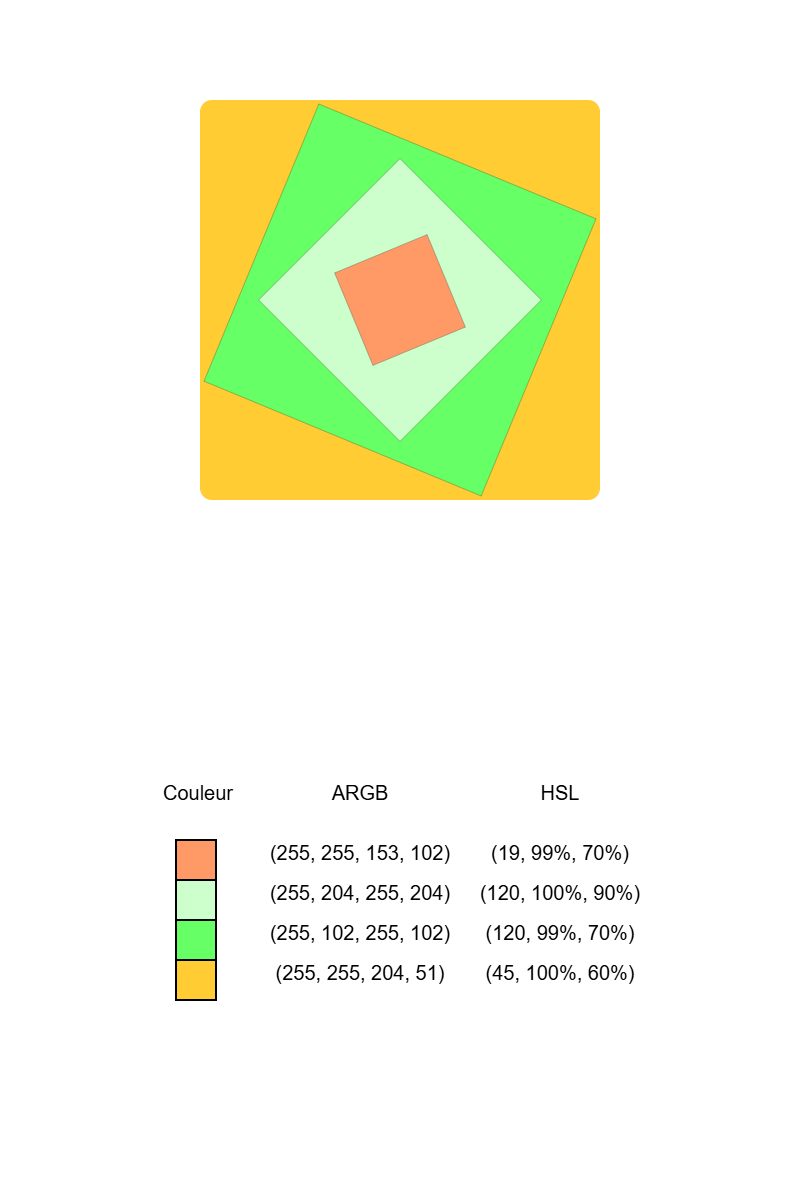 Couleur ARGB HSL
(255, 255, 153, 102) (19, 99%, 70%)
(255, 204, 255, 204) (120, 100%, 90%)
(255, 102, 255, 102) (120, 99%, 70%)
(255, 255, 204, 51) (45, 100%, 60%)